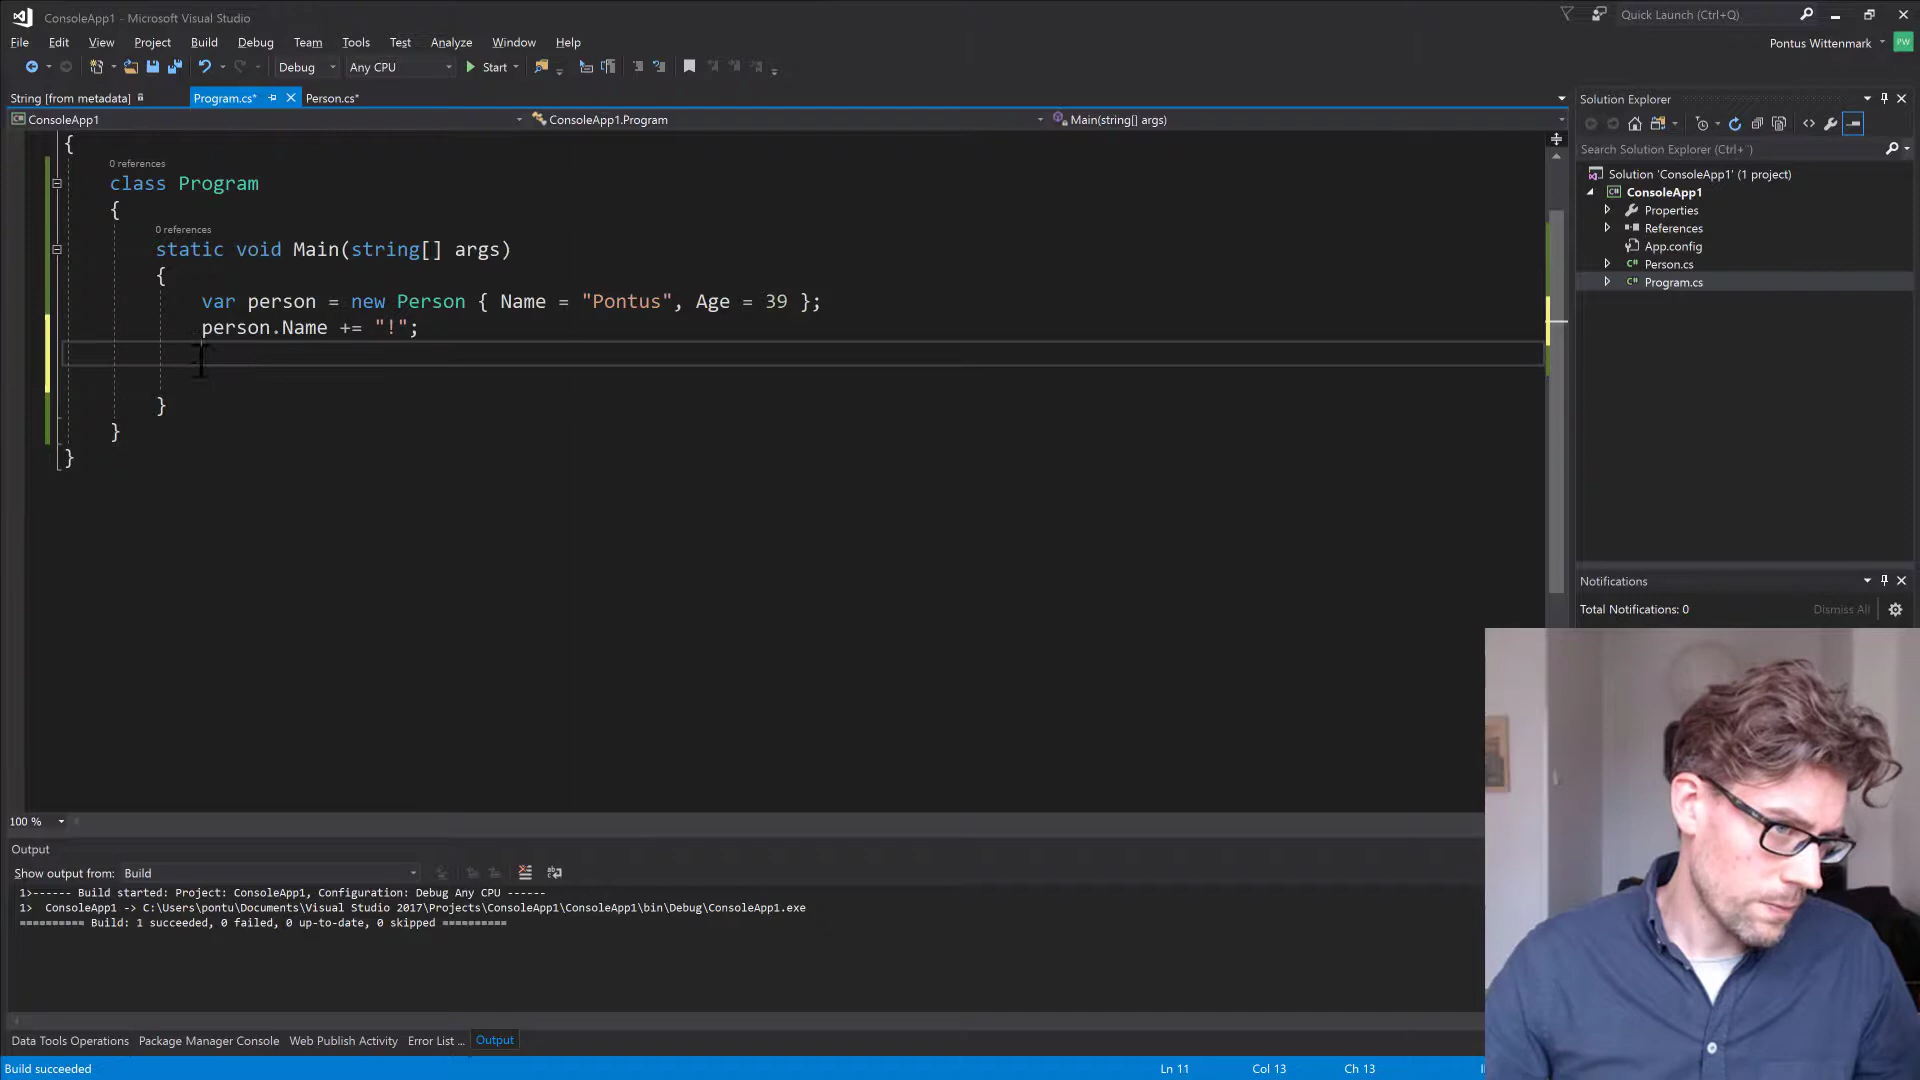 ConsoleApp1 - Microsoft Visual Studio
Quick Launch (Ctrl+Q)
File Edit View Project Build Debug Team Tools Test Analyze Window Help
Pontus Wittenmark PW
Debug Any CPU Start
String [from metadata] Program.cs* Person.cs*
ConsoleApp1 ConsoleApp1.Program Main(string[] args)
{
0 references
class Program
{
0 references
static void Main(string[] args)
{
var person = new Person { Name = "Pontus", Age = 39 };
person.Name += "!";
}
}
}
Solution Explorer
Search Solution Explorer (Ctrl+¨)
Solution 'ConsoleApp1' (1 project)
ConsoleApp1
Properties
References
App.config
Person.cs
Program.cs
Notifications
Total Notifications: 0 Dismiss All
100 %
Output
Show output from: Build
1>------ Build started: Project: ConsoleApp1, Configuration: Debug Any CPU ------
1>  ConsoleApp1 -> C:\Users\pontu\Documents\Visual Studio 2017\Projects\ConsoleApp1\ConsoleApp1\bin\Debug\ConsoleApp1.exe
========== Build: 1 succeeded, 0 failed, 0 up-to-date, 0 skipped ==========
Data Tools Operations Package Manager Console Web Publish Activity Error List ... Output
Build succeeded Ln 11 Col 13 Ch 13